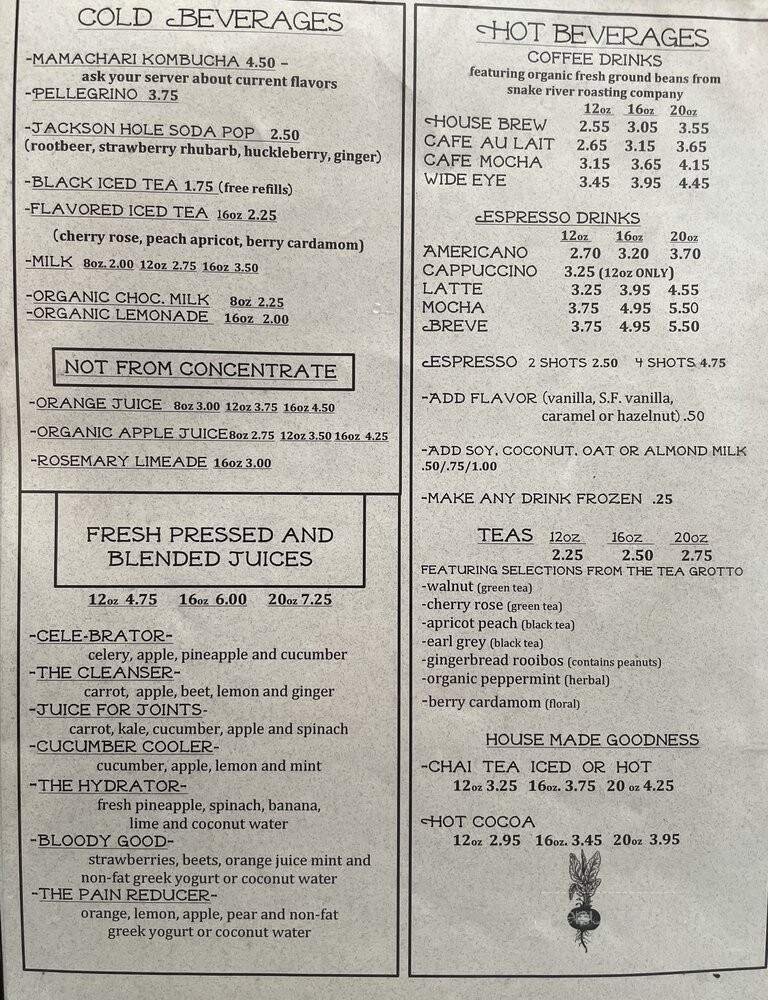 COLD BEVERAGES
-MAMACHARI KOMBUCHA 4.50 -
ask your server about current flavors
-PELLEGRINO 3.75
-JACKSON HOLE SODA POP 2.50
(rootbeer, strawberry rhubarb, huckleberry, ginger)
-BLACK ICED TEA 1.75 (free refills)
-FLAVORED ICED TEA 16oz 2.25
(cherry rose, peach apricot, berry cardamom)
-MILK 8oz. 2.00 12oz 2.75 16oz 3.50
-ORGANIC CHOC. MILK 8oz 2.25
-ORGANIC LEMONADE 16oz 2.00
NOT FROM CONCENTRATE
-ORANGE JUICE 8oz 3.00 12oz 3.75 16oz 4.50
-ORGANIC APPLE JUICE 8oz 2.75 12oz 3.50 16oz 4.25
-ROSEMARY LIMEADE 16oz 3.00
FRESH PRESSED AND
BLENDED JUICES
12oz 4.75 16oz 6.00 20oz 7.25
-CELE-BRATOR-
celery, apple, pineapple and cucumber
-THE CLEANSER-
carrot, apple, beet, lemon and ginger
-JUICE FOR JOINTS-
carrot, kale, cucumber, apple and spinach
-CUCUMBER COOLER-
cucumber, apple, lemon and mint
-THE HYDRATOR-
fresh pineapple, spinach, banana,
lime and coconut water
-BLOODY GOOD-
strawberries, beets, orange juice mint and
non-fat greek yogurt or coconut water
-THE PAIN REDUCER-
orange, lemon, apple, pear and non-fat
greek yogurt or coconut water
HOT BEVERAGES
COFFEE DRINKS
featuring organic fresh ground beans from
snake river roasting company
12oz 16oz 20oz
HOUSE BREW 2.55 3.05 3.55
CAFE AU LAIT 2.65 3.15 3.65
CAFE MOCHA 3.15 3.65 4.15
WIDE EYE 3.45 3.95 4.45
ESPRESSO DRINKS
12oz 16oz 20oz
AMERICANO 2.70 3.20 3.70
CAPPUCCINO 3.25 (12oz ONLY)
LATTE 3.25 3.95 4.55
MOCHA 3.75 4.95 5.50
BREVE 3.75 4.95 5.50
ESPRESSO 2 SHOTS 2.50 4 SHOTS 4.75
-ADD FLAVOR (vanilla, S.F. vanilla,
caramel or hazelnut) .50
-ADD SOY, COCONUT, OAT OR ALMOND MILK
.50/.75/1.00
-MAKE ANY DRINK FROZEN .25
TEAS 12oz 16oz 20oz
2.25 2.50 2.75
FEATURING SELECTIONS FROM THE TEA GROTTO
-walnut (green tea)
-cherry rose (green tea)
-apricot peach (black tea)
-earl grey (black tea)
-gingerbread rooibos (contains peanuts)
-organic peppermint (herbal)
-berry cardamom (floral)
HOUSE MADE GOODNESS
-CHAI TEA ICED OR HOT
12oz 3.25 16oz. 3.75 20 oz 4.25
-HOT COCOA
12oz 2.95 16oz. 3.45 20oz 3.95